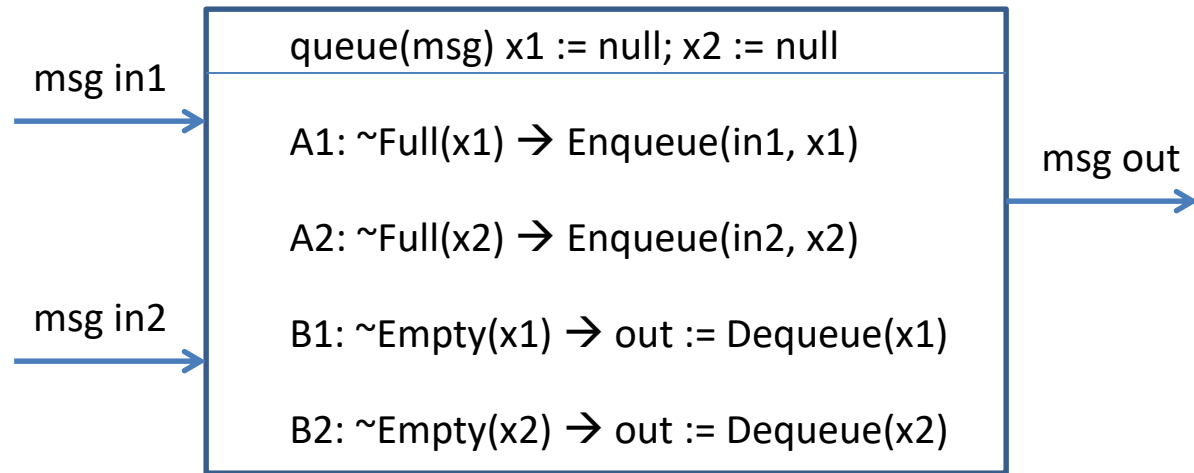 queue(msg) x1 := null; x2 := null
msg in1
A1: ~Full(x1) → Enqueue(in1, x1)
msg out
A2: ~Full(x2) → Enqueue(in2, x2)
msg in2
B1: ~Empty(x1) → out := Dequeue(x1)
B2: ~Empty(x2) → out := Dequeue(x2)